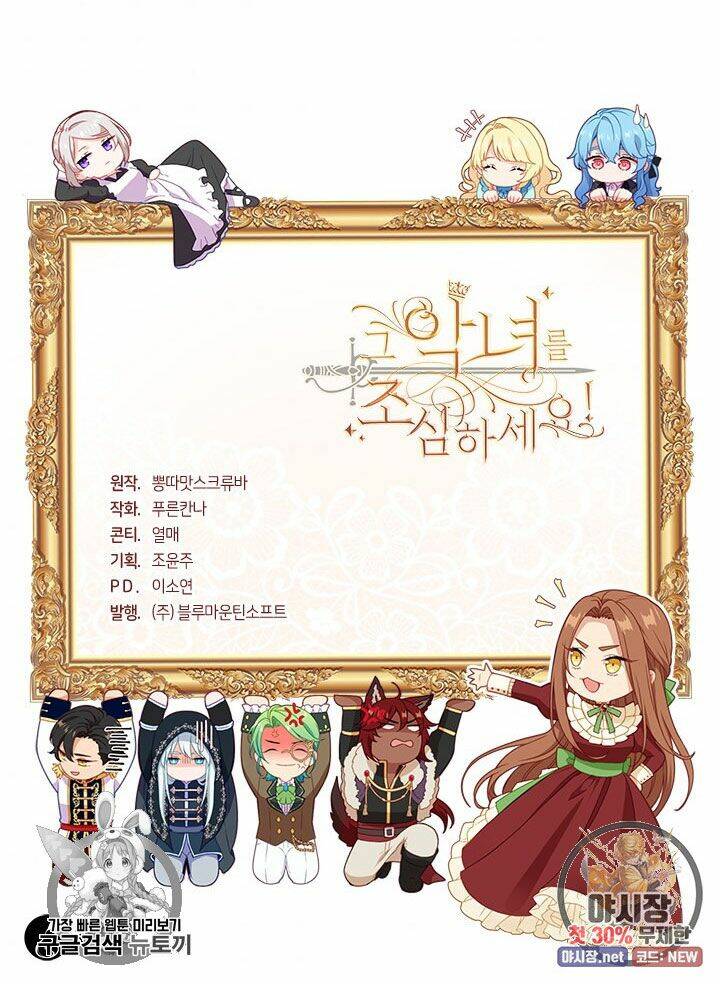 그 악녀를
조심하세요!
원작. 뽕따맛스크류바
작화. 푸른칸나
콘티. 열매
기획. 조윤주
PD. 이소연
발행. (주)블루마운틴소프트
가장 빠른 웹툰 미리보기
구글검색 뉴토끼
야시장
첫 30% 무제한
야시장.net 코드: NEW